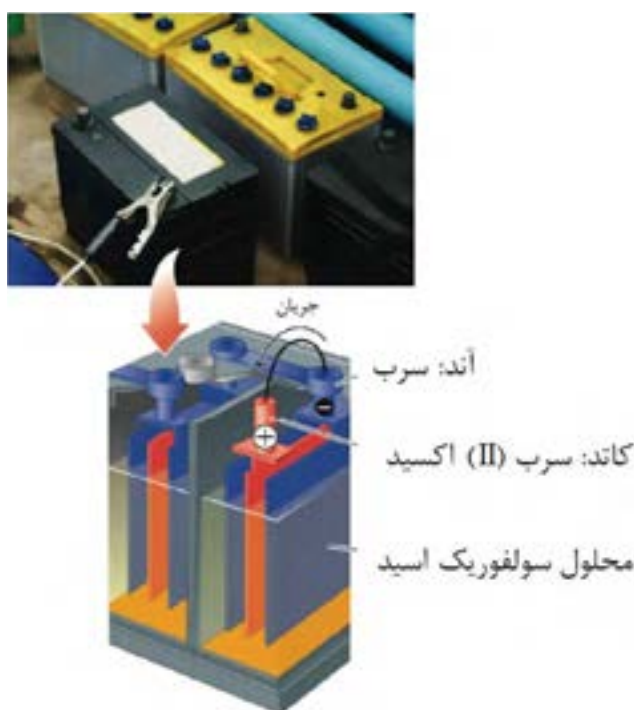 جریان
آند: سرب
کاتد: سرب (II) اکسید
محلول سولفوریک اسید